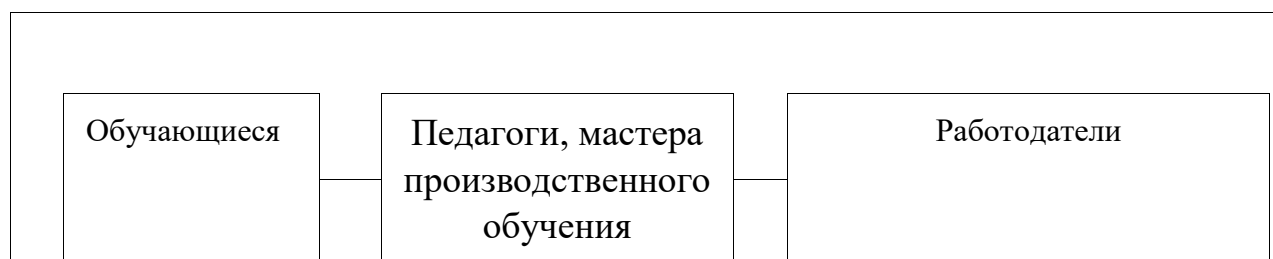 Обучающиеся
Педагоги, мастера
производственного
обучения
Работодатели